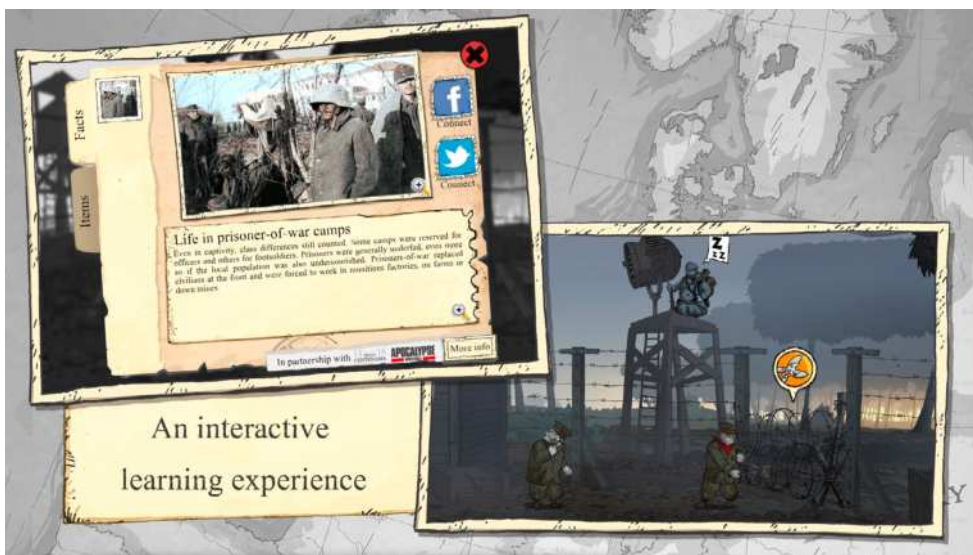 Facts
Items
Connect
Connect
Life in prisoner-of-war camps
Even in captivity, class differences still counted. Some camps were reserved for
officers and others for footsoldiers. Prisoners were generally underfed, even more
so if the local population was also undernourished. Prisoners-of-war replaced
civilians at the front and were forced to work in munitions factories, on farms or
down mines.
In partnership with
APOCALYPSE
More info
Z
Z Z
An interactive
learning experience
Y